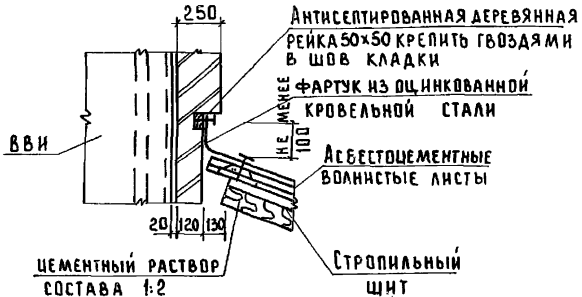 250
Антисептированная деревянная
рейка 50×50 крепить гвоздями
в шов кладки
фартук из оцинкованной
кровельной стали
не менее
100
ВВИ
Асбестоцементные
волнистые листы
20 120 130
цементный раствор
состава 1:2
Стропильный
щит